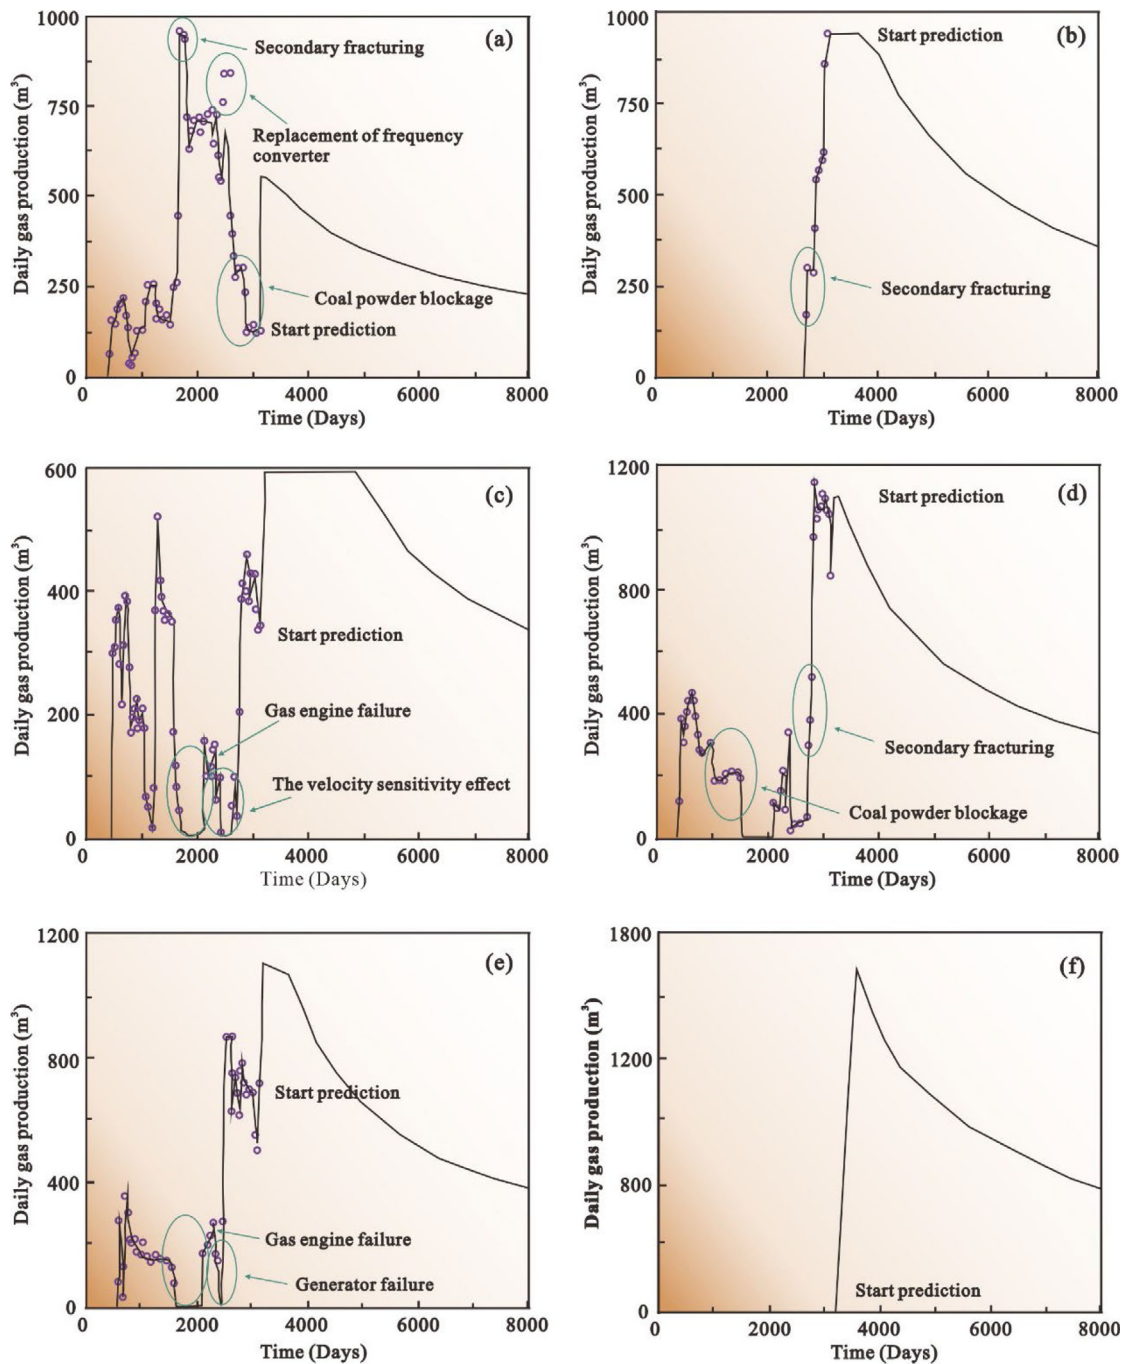 (a)
Daily gas production (m³)
1000
750
500
250
0
Secondary fracturing
Replacement of frequency
converter
Coal powder blockage
Start prediction
0 2000 4000 6000 8000
Time (Days)
(b)
Daily gas production (m³)
1000
750
500
250
0
Start prediction
Secondary fracturing
0 2000 4000 6000 8000
Time (Days)
(c)
Daily gas production (m³)
600
400
200
0
Start prediction
Gas engine failure
The velocity sensitivity effect
0 2000 4000 6000 8000
Time (Days)
(d)
Daily gas production (m³)
1200
800
400
0
Start prediction
Secondary fracturing
Coal powder blockage
0 2000 4000 6000 8000
Time (Days)
(e)
Daily gas production (m³)
1200
800
400
0
Start prediction
Gas engine failure
Generator failure
0 2000 4000 6000 8000
Time (Days)
(f)
Daily gas production (m³)
1800
1200
800
0
Start prediction
0 2000 4000 6000 8000
Time (Days)